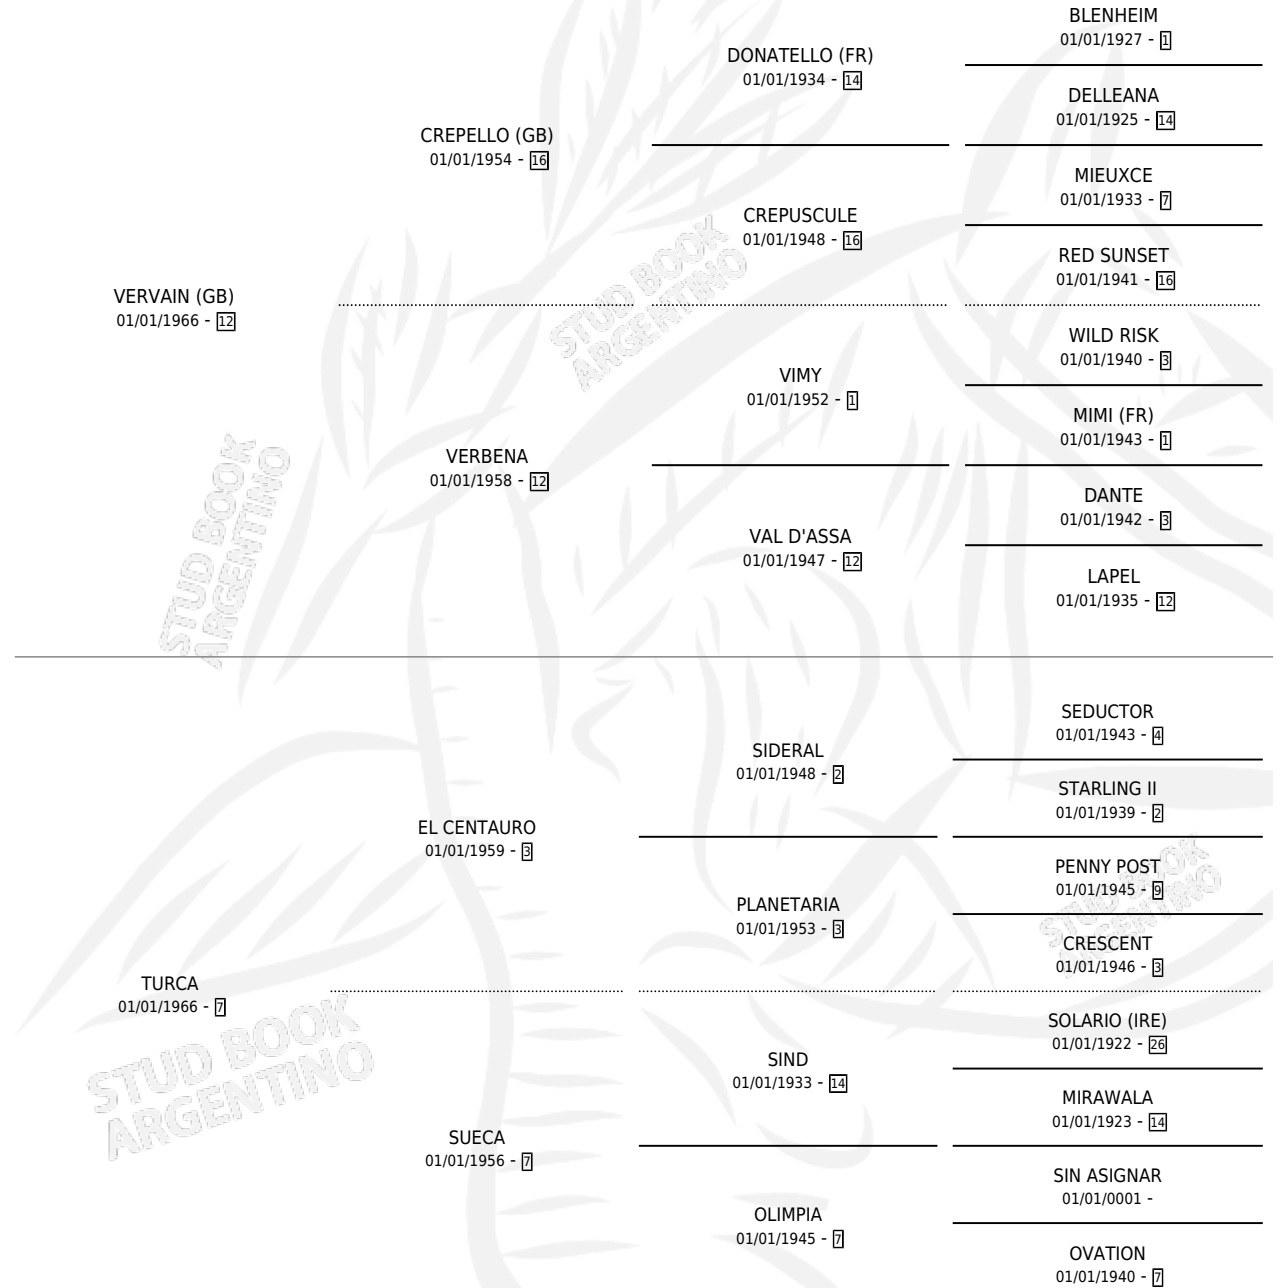 BLENHEIM
01/01/1927 - 1
DONATELLO (FR)
01/01/1934 - 14
DELLEANA
01/01/1925 - 14
CREPELLO (GB)
01/01/1954 - 16
MIEUXCE
01/01/1933 - 7
CREPUSCULE
01/01/1948 - 16
RED SUNSET
01/01/1941 - 16
VERVAIN (GB)
01/01/1966 - 12
STUD BOOK
ARGENTINO
WILD RISK
01/01/1940 - 3
VIMY
01/01/1952 - 1
MIMI (FR)
01/01/1943 - 1
VERBENA
01/01/1958 - 12
DANTE
01/01/1942 - 3
VAL D'ASSA
01/01/1947 - 12
LAPEL
01/01/1935 - 12
STUD BOOK
ARGENTINO
SEDUCTOR
01/01/1943 - 4
SIDERAL
01/01/1948 - 2
STARLING II
01/01/1939 - 2
EL CENTAURO
01/01/1959 - 3
PENNY POST
01/01/1945 - 9
PLANETARIA
01/01/1953 - 3
CRESCENT
01/01/1946 - 3
STUD BOOK
ARGENTINO
TURCA
01/01/1966 - 7
SOLARIO (IRE)
01/01/1922 - 26
SIND
01/01/1933 - 14
MIRAWALA
01/01/1923 - 14
STUD BOOK
ARGENTINO
SUECA
01/01/1956 - 7
SIN ASIGNAR
01/01/0001 -
OLIMPIA
01/01/1945 - 7
OVATION
01/01/1940 - 7